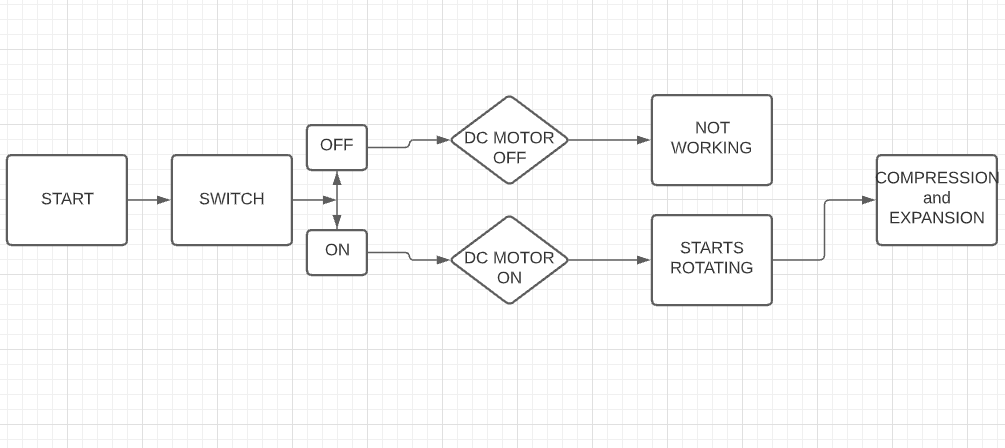 START
SWITCH
OFF
ON
DC MOTOR
OFF
DC MOTOR
ON
NOT
WORKING
STARTS
ROTATING
COMPRESSION
and
EXPANSION